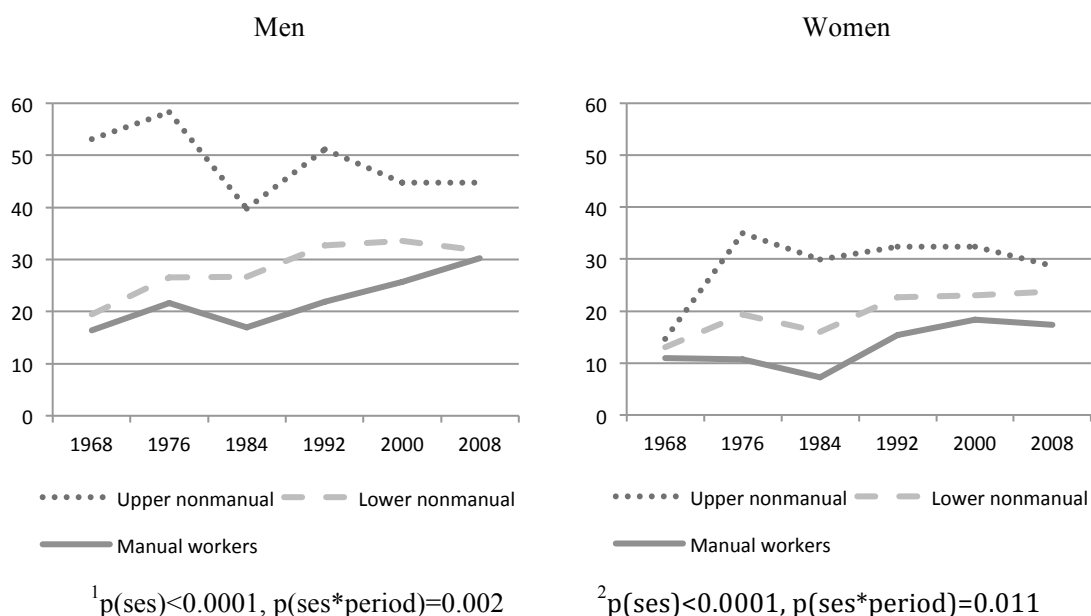 Men
60
50
40
30
20
10
0
1968 1976 1984 1992 2000 2008
Upper nonmanual Lower nonmanual
Manual workers
¹p(ses)<0.0001, p(ses*period)=0.002
Women
60
50
40
30
20
10
0
1968 1976 1984 1992 2000 2008
Upper nonmanual Lower nonmanual
Manual workers
²p(ses)<0.0001, p(ses*period)=0.011